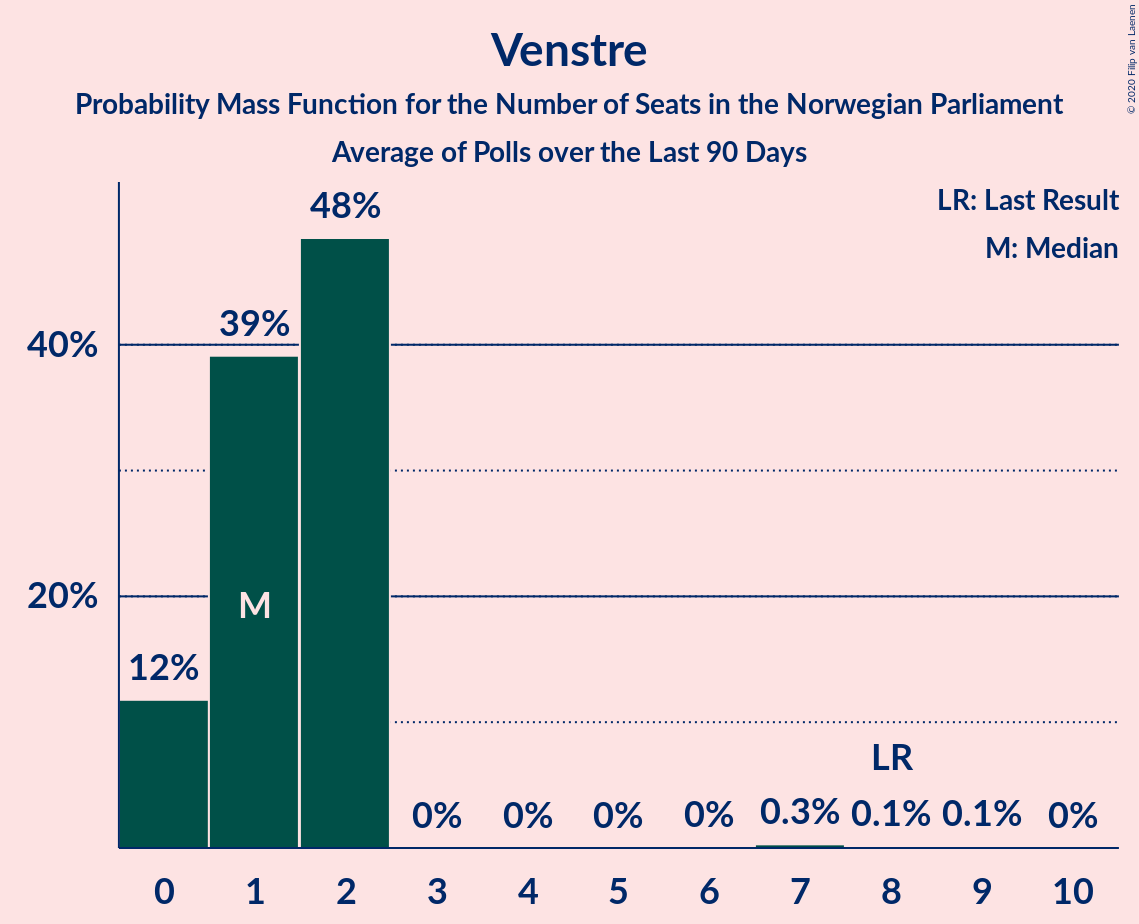 Venstre
Probability Mass Function for the Number of Seats in the Norwegian Parliament
Average of Polls over the Last 90 Days
© 2020 Filip van Laenen
LR: Last Result
M: Median
48%
39%
40%
20%
M
12%
LR
0%
0%
0%
0%
0.3%
0.1%
0.1%
0%
0 1 2 3 4 5 6 7 8 9 10